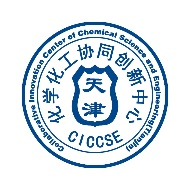 Collaborative Innovation Center of Chemical Science and Engineering(Tianjin)
化学化工协同创新中心
天
津
CICCSE